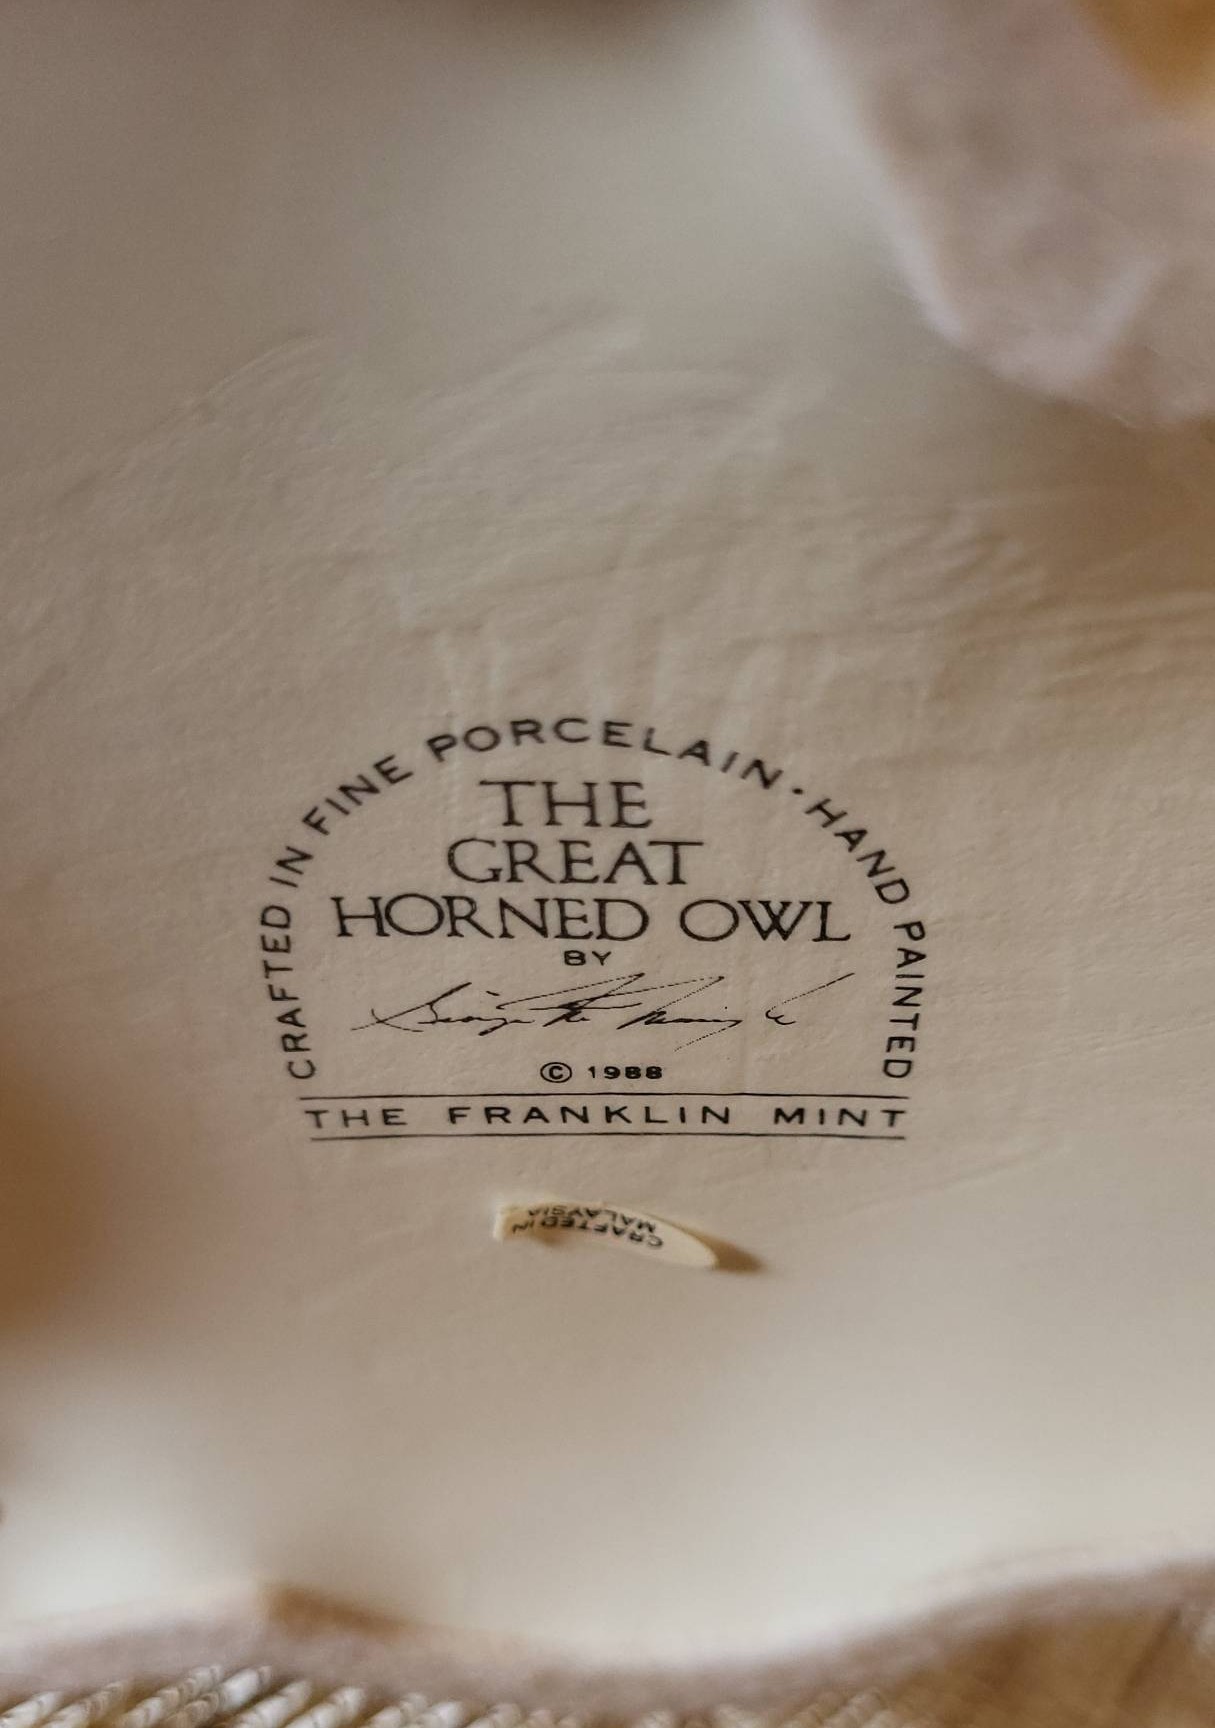 CRAFTED IN FINE PORCELAIN · HAND PAINTED
THE
GREAT
HORNED OWL
BY
© 1988
THE FRANKLIN MINT
CRAFTED IN
MALAYSIA